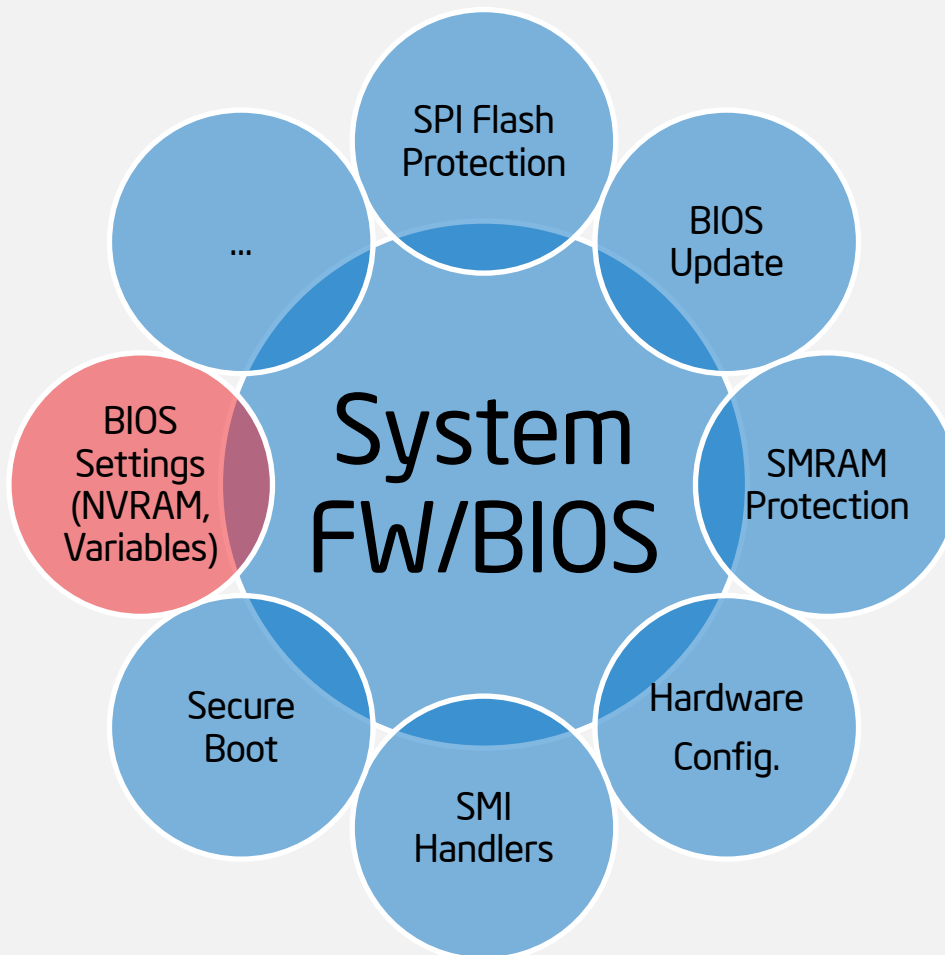 SPI Flash
Protection
BIOS
Update
SMRAM
Protection
Hardware
Config.
SMI
Handlers
Secure
Boot
BIOS
Settings
(NVRAM,
Variables)
...
System
FW/BIOS